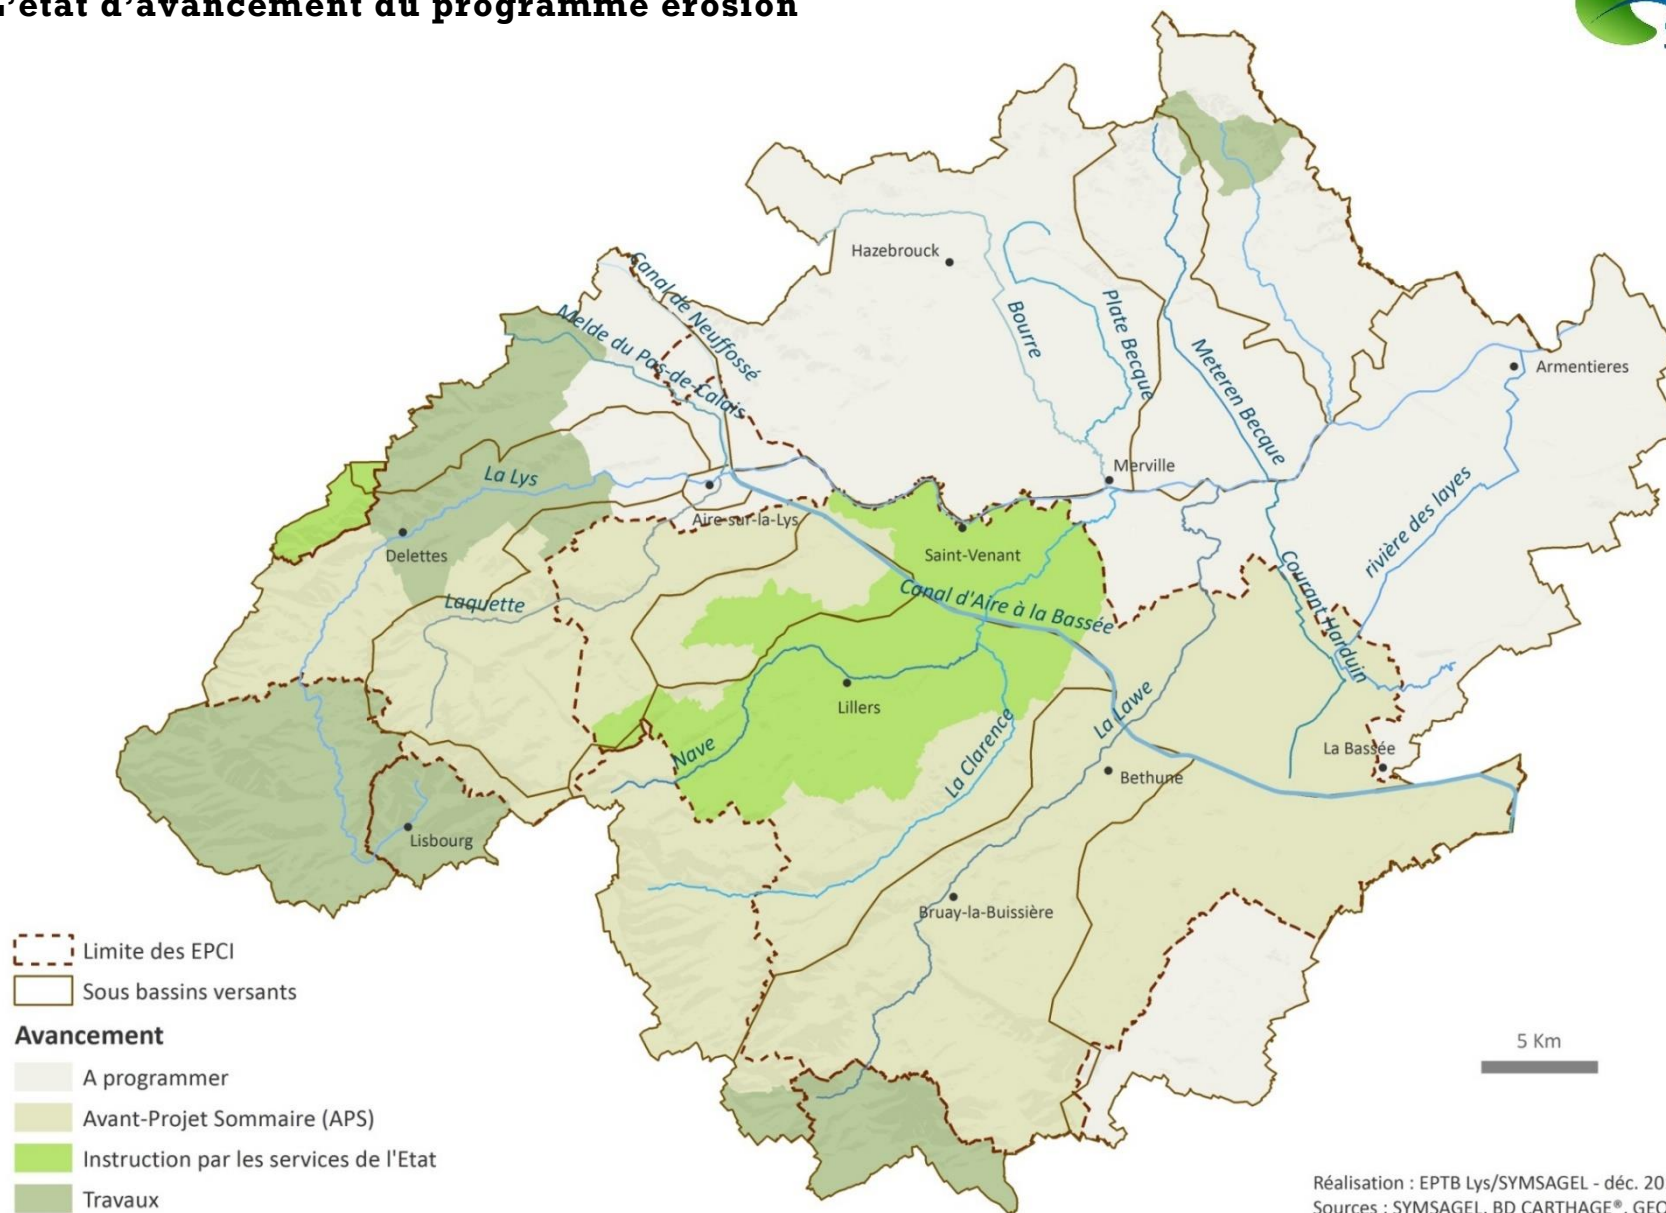 L'état d'avancement du programme érosion
Hazebrouck
Canal de Neuffossé
Melde du Pas-de-Calais
Bourre
Plate Becque
Meteren Becque
Armentieres
Merville
La Lys
rivière des layes
Aire-sur-la-Lys
Saint-Venant
Delettes
Canal d'Aire à la Bassée
Courant Harduin
Laquette
Lillers
Nave
La Clarence
La Lawe
La Bassée
Bethune
Lisbourg
Bruay-la-Buissière
Limite des EPCI
Sous bassins versants
Avancement
A programmer
Avant-Projet Sommaire (APS)
Instruction par les services de l'Etat
Travaux
5 Km
Réalisation : EPTB Lys/SYMSAGEL - déc. 20
Sources : SYMSAGEL, BD CARTHAGE®, GEO